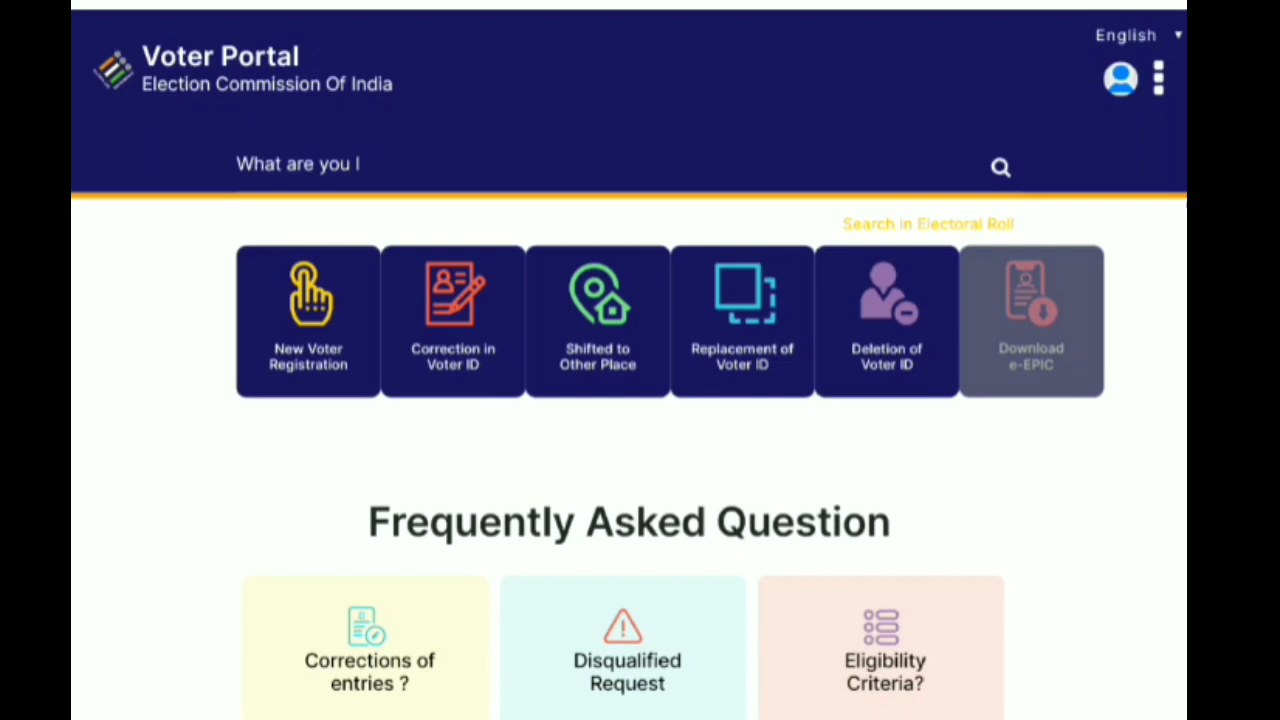 English
Voter Portal
Election Commission Of India
What are you l
Search in Electoral Roll
New Voter
Registration
Correction in
Voter ID
Shifted to
Other Place
Replacement of
Voter ID
Deletion of
Voter ID
Download
e-EPIC
Frequently Asked Question
Corrections of
entries ?
Disqualified
Request
Eligibility
Criteria?